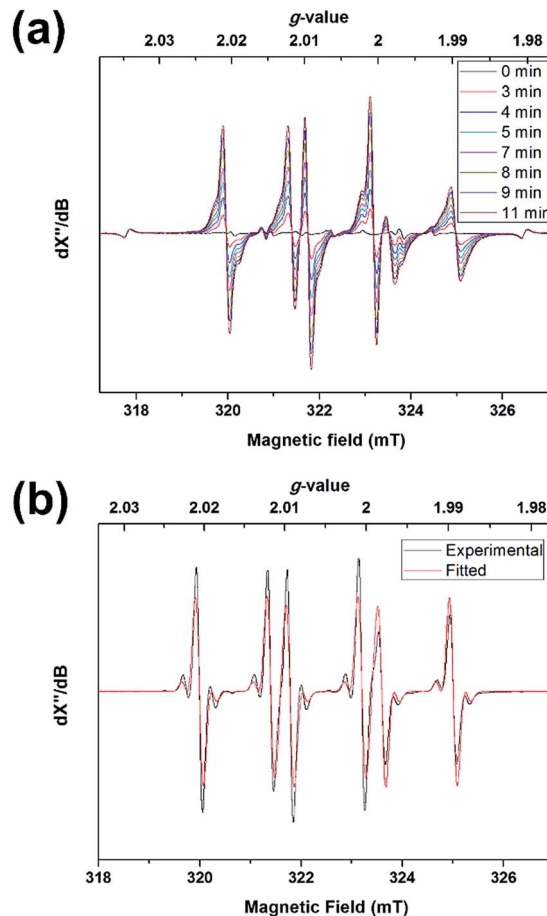 (a)
g-value
2.03 2.02 2.01 2 1.99 1.98
0 min
3 min
4 min
5 min
7 min
8 min
9 min
11 min
dX"/dB
318 320 322 324 326
Magnetic field (mT)
(b)
g-value
2.03 2.02 2.01 2 1.99 1.98
Experimental
Fitted
dX"/dB
318 320 322 324 326
Magnetic Field (mT)